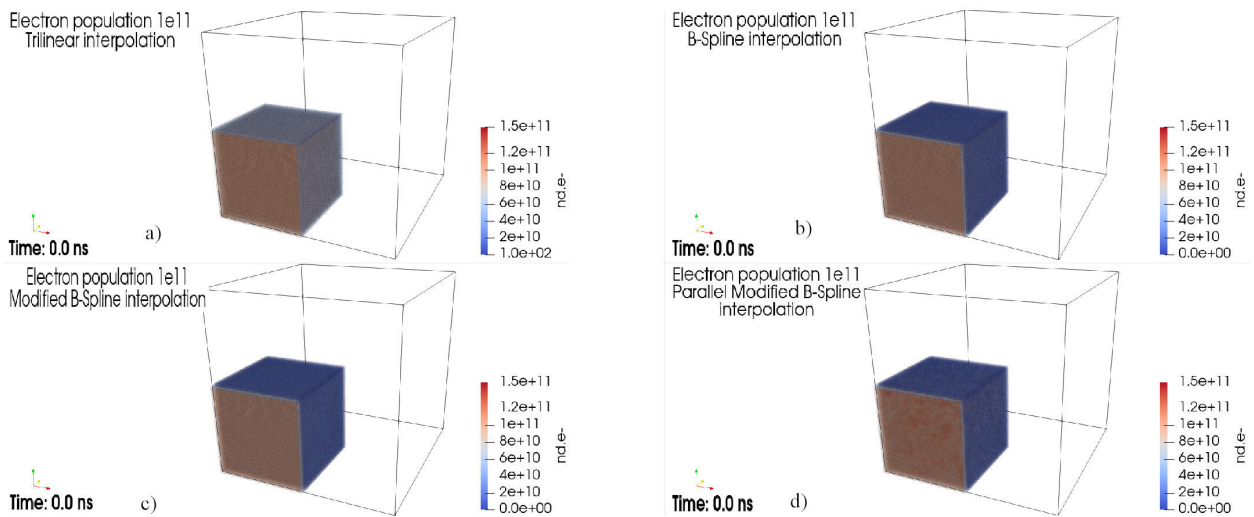 Electron population 1e11
Trilinear interpolation
1.5e+11
1.2e+11
1e+11
8e+10
6e+10
4e+10
2e+10
1.0e+02
nd.e-
a)
Time: 0.0 ns
Electron population 1e11
B-Spline interpolation
1.5e+11
1.2e+11
1e+11
8e+10
6e+10
4e+10
2e+10
0.0e+00
nd.e-
b)
Time: 0.0 ns
Electron population 1e11
Modified B-Spline interpolation
1.5e+11
1.2e+11
1e+11
8e+10
6e+10
4e+10
2e+10
0.0e+00
nd.e-
c)
Time: 0.0 ns
Electron population 1e11
Parallel Modified B-Spline
interpolation
1.5e+11
1.2e+11
1e+11
8e+10
6e+10
4e+10
2e+10
0.0e+00
nd.e-
d)
Time: 0.0 ns